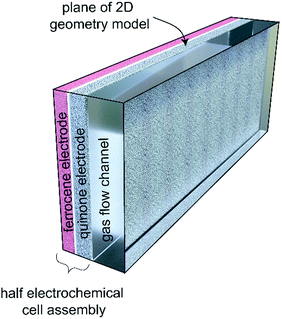 plane of 2D
geometry model
ferrocene electrode
quinone electrode
gas flow channel
half electrochemical
cell assembly